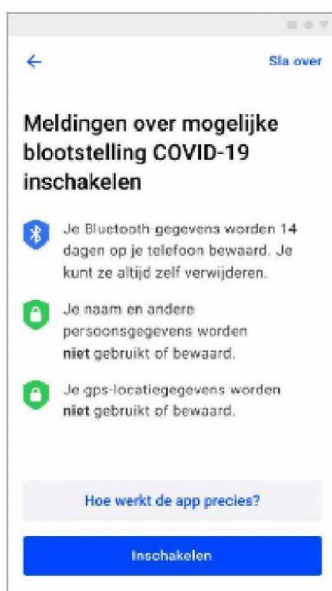 Sla over
Meldingen over mogelijke
blootstelling COVID-19
inschakelen
Je Bluetooth-gegevens worden 14
dagen op je telefoon bewaard. Je
kunt ze altijd zelf verwijderen.
Je naam en andere
persoonsgegevens worden
niet gebruikt of bewaard.
Je gps-locatiegegevens worden
niet gebruikt of bewaard.
Hoe werkt de app precies?
Inschakelen